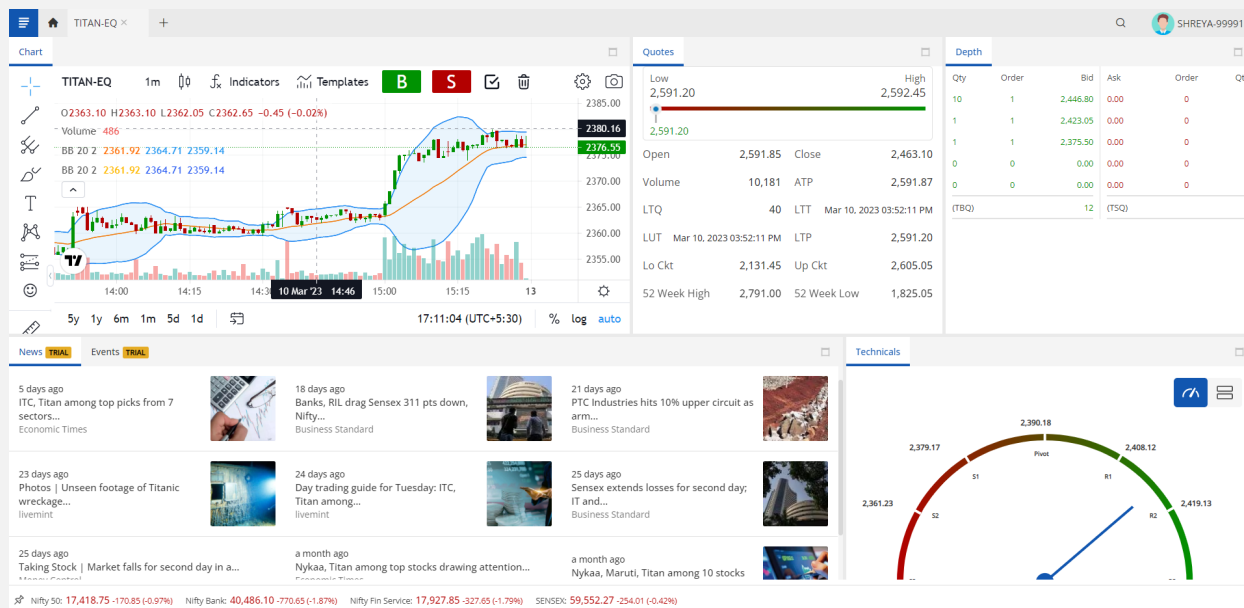 TITAN-EQ ×
+
SHREYA-99991
Chart
TITAN-EQ 1m Indicators Templates B S
O2363.10 H2363.10 L2362.05 C2362.65 −0.45 (−0.02%)
Volume 486
BB 20 2 2361.92 2364.71 2359.14
BB 20 2 2361.92 2364.71 2359.14
2385.00
2380.16
2376.55
2375.00
2370.00
2365.00
2360.00
2355.00
14:00 14:15 14:3 10 Mar '23 14:46 15:00 15:15 13
5y 1y 6m 1m 5d 1d 17:11:04 (UTC+5:30) % log auto
Quotes
Low High
2,591.20 2,592.45
2,591.20
Open 2,591.85 Close 2,463.10
Volume 10,181 ATP 2,591.87
LTQ 40 LTT Mar 10, 2023 03:52:11 PM
LUT Mar 10, 2023 03:52:11 PM LTP 2,591.20
Lo Ckt 2,131.45 Up Ckt 2,605.05
52 Week High 2,791.00 52 Week Low 1,825.05
Depth
Qty Order Bid Ask Order Qt
10 1 2,446.80 0.00 0
1 1 2,423.05 0.00 0
1 1 2,375.50 0.00 0
0 0 0.00 0.00 0
0 0 0.00 0.00 0
(TBQ) 12 (TSQ)
News TRIAL Events TRIAL
5 days ago
ITC, Titan among top picks from 7
sectors...
Economic Times
18 days ago
Banks, RIL drag Sensex 311 pts down,
Nifty...
Business Standard
21 days ago
PTC Industries hits 10% upper circuit as
arm...
Business Standard
23 days ago
Photos | Unseen footage of Titanic
wreckage...
livemint
24 days ago
Day trading guide for Tuesday: ITC,
Titan among...
livemint
25 days ago
Sensex extends losses for second day;
IT and...
Business Standard
25 days ago
Taking Stock | Market falls for second day in a...
Money Control
a month ago
Nykaa, Titan among top stocks drawing attention...
Economic Times
a month ago
Nykaa, Maruti, Titan among 10 stocks
Technicals
2,390.18
Pivot
2,379.17
S1
2,408.12
R1
2,361.23
S2
2,419.13
R2
Nifty 50: 17,418.75 -170.85 (-0.97%) Nifty Bank: 40,486.10 -770.65 (-1.87%) Nifty Fin Service: 17,927.85 -327.65 (-1.79%) SENSEX: 59,552.27 -254.01 (-0.42%)